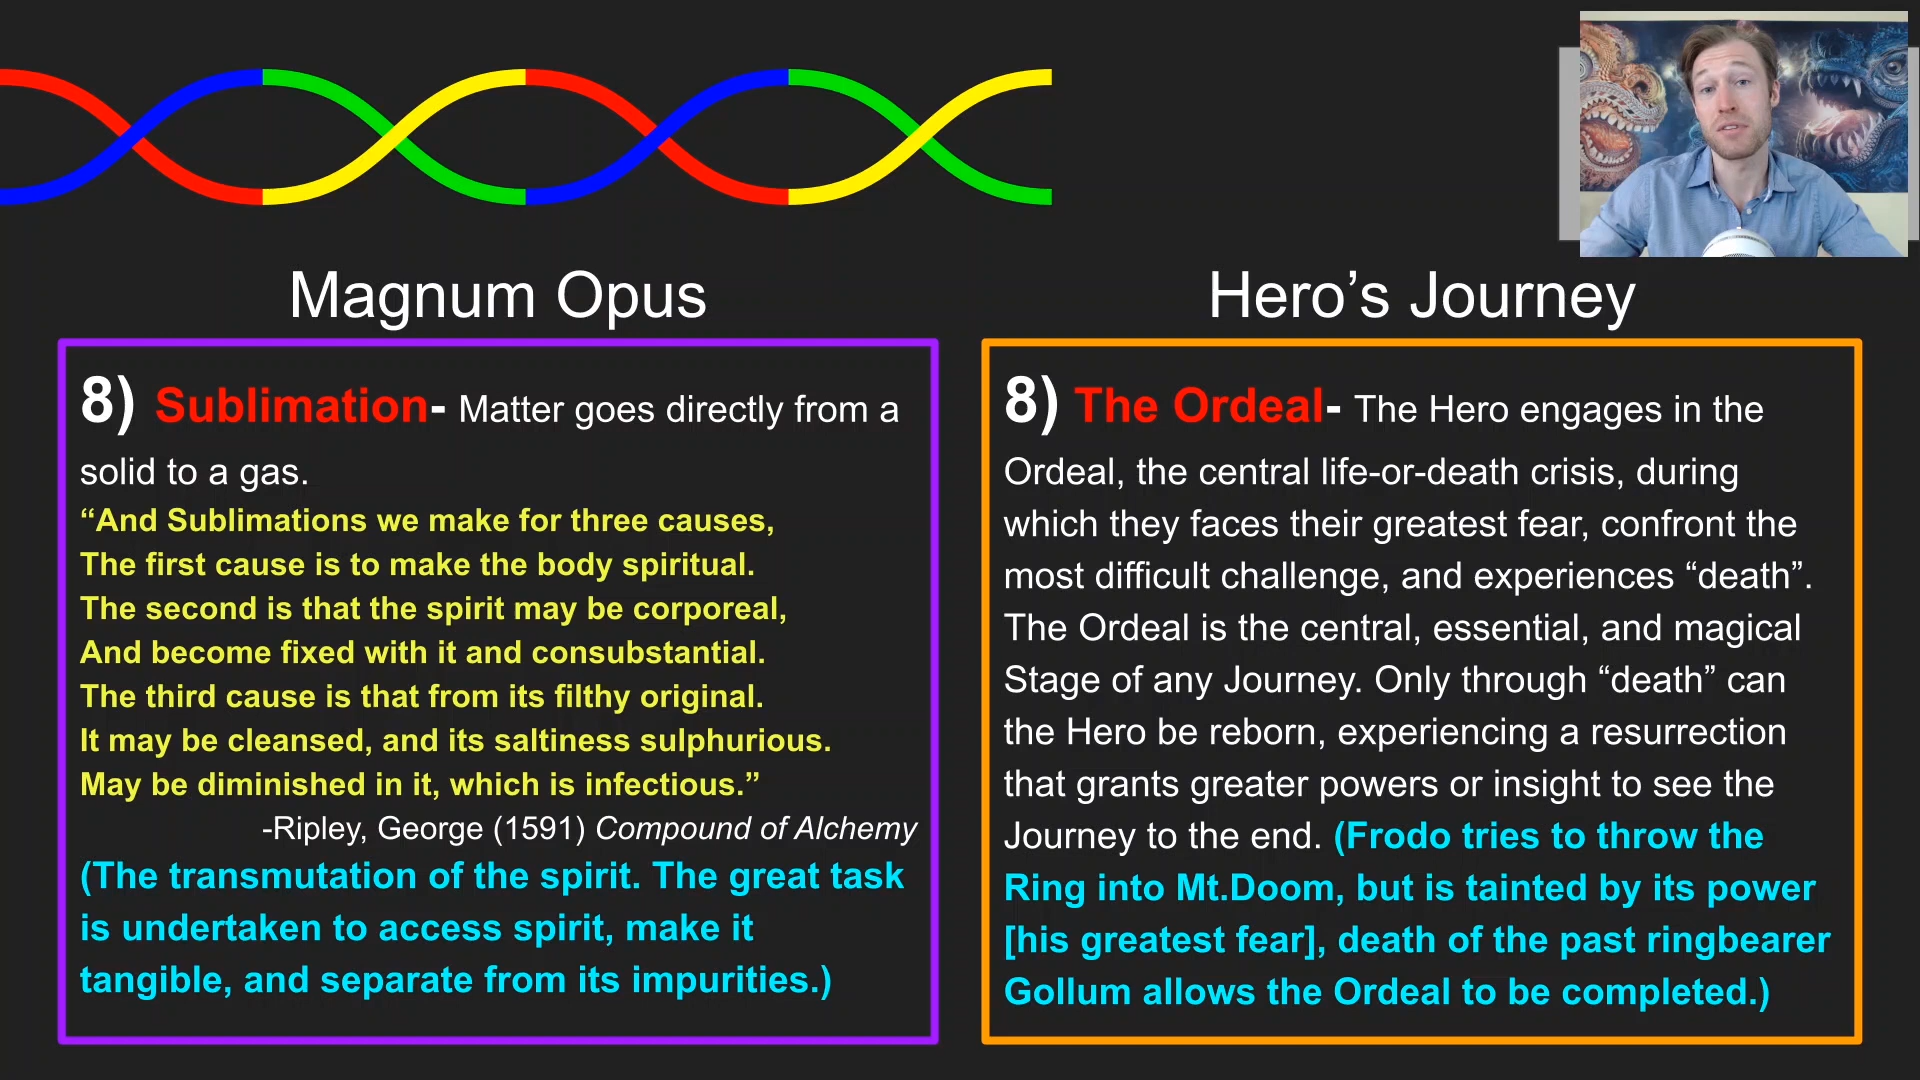 Magnum Opus
8) Sublimation- Matter goes directly from a
solid to a gas.
“And Sublimations we make for three causes,
The first cause is to make the body spiritual.
The second is that the spirit may be corporeal,
And become fixed with it and consubstantial.
The third cause is that from its filthy original.
It may be cleansed, and its saltiness sulphurious.
May be diminished in it, which is infectious.”
-Ripley, George (1591) Compound of Alchemy
(The transmutation of the spirit. The great task
is undertaken to access spirit, make it
tangible, and separate from its impurities.)
Hero’s Journey
8) The Ordeal- The Hero engages in the
Ordeal, the central life-or-death crisis, during
which they faces their greatest fear, confront the
most difficult challenge, and experiences “death”.
The Ordeal is the central, essential, and magical
Stage of any Journey. Only through “death” can
the Hero be reborn, experiencing a resurrection
that grants greater powers or insight to see the
Journey to the end. (Frodo tries to throw the
Ring into Mt.Doom, but is tainted by its power
[his greatest fear], death of the past ringbearer
Gollum allows the Ordeal to be completed.)